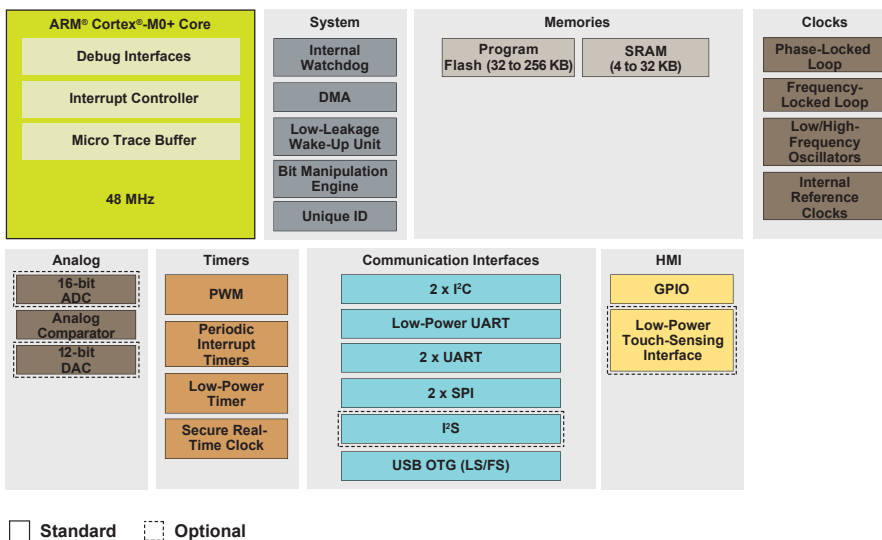 ARM® Cortex®-M0+ Core
Debug Interfaces
Interrupt Controller
Micro Trace Buffer
48 MHz
System
Internal
Watchdog
DMA
Low-Leakage
Wake-Up Unit
Bit Manipulation
Engine
Unique ID
Memories
Program
Flash (32 to 256 KB)
SRAM
(4 to 32 KB)
Clocks
Phase-Locked
Loop
Frequency-
Locked Loop
Low/High-
Frequency
Oscillators
Internal
Reference
Clocks
Analog
16-bit
ADC
Analog
Comparator
12-bit
DAC
Timers
PWM
Periodic
Interrupt
Timers
Low-Power
Timer
Secure Real-
Time Clock
Communication Interfaces
2 x I²C
Low-Power UART
2 x UART
2 x SPI
I²S
USB OTG (LS/FS)
HMI
GPIO
Low-Power
Touch-Sensing
Interface
Standard
Optional